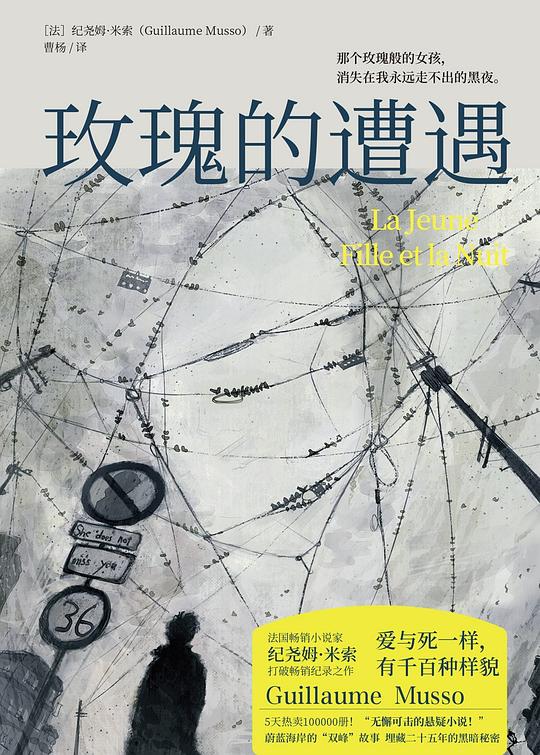 ［法］纪尧姆·米索（Guillaume Musso） / 著
曹杨 / 译
那个玫瑰般的女孩，
消失在我永远走不出的黑夜。
玫瑰的遭遇
La Jeune
Fille et la Nuit
She does not
miss you
36
法国畅销小说家
纪尧姆·米索
打破畅销纪录之作
爱与死一样，
有千百种样貌
Guillaume Musso
5天热卖100000册！“无懈可击的悬疑小说！”
蔚蓝海岸的“双峰”故事 埋藏二十五年的黑暗秘密